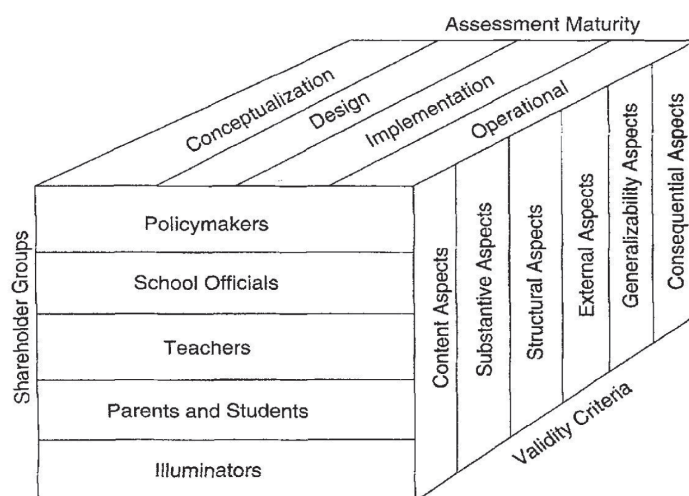 Assessment Maturity
Conceptualization
Design
Implementation
Operational
Shareholder Groups
Policymakers
School Officials
Teachers
Parents and Students
Illuminators
Content Aspects
Substantive Aspects
Structural Aspects
External Aspects
Generalizability Aspects
Consequential Aspects
Validity Criteria